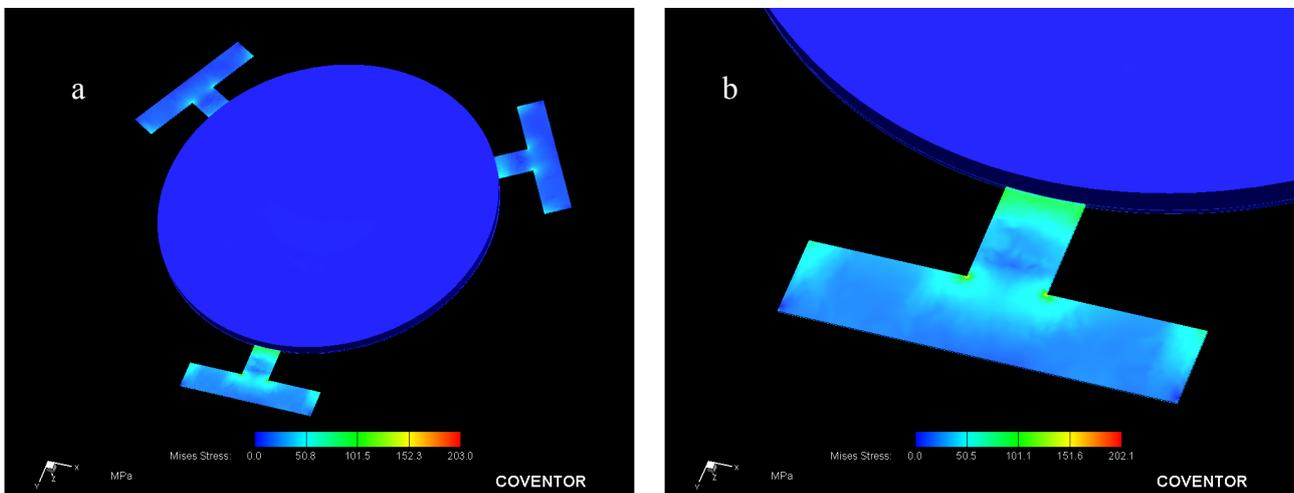 a
Mises Stress: 0.0 50.8 101.5 152.3 203.0
MPa
X
Y
Z
COVENTOR
b
Mises Stress: 0.0 50.5 101.1 151.6 202.1
MPa
X
Y
Z
COVENTOR